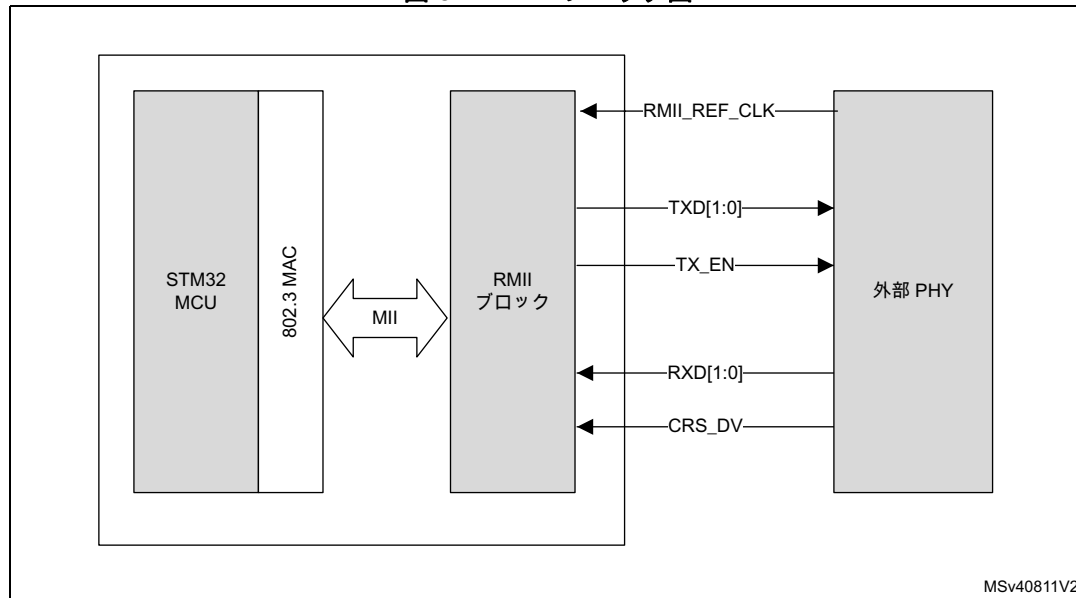 RMII_REF_CLK
TXD[1:0]
TX_EN
STM32
MCU
802.3 MAC
MII
RMII
ブロック
外部 PHY
RXD[1:0]
CRS_DV
MSv40811V2